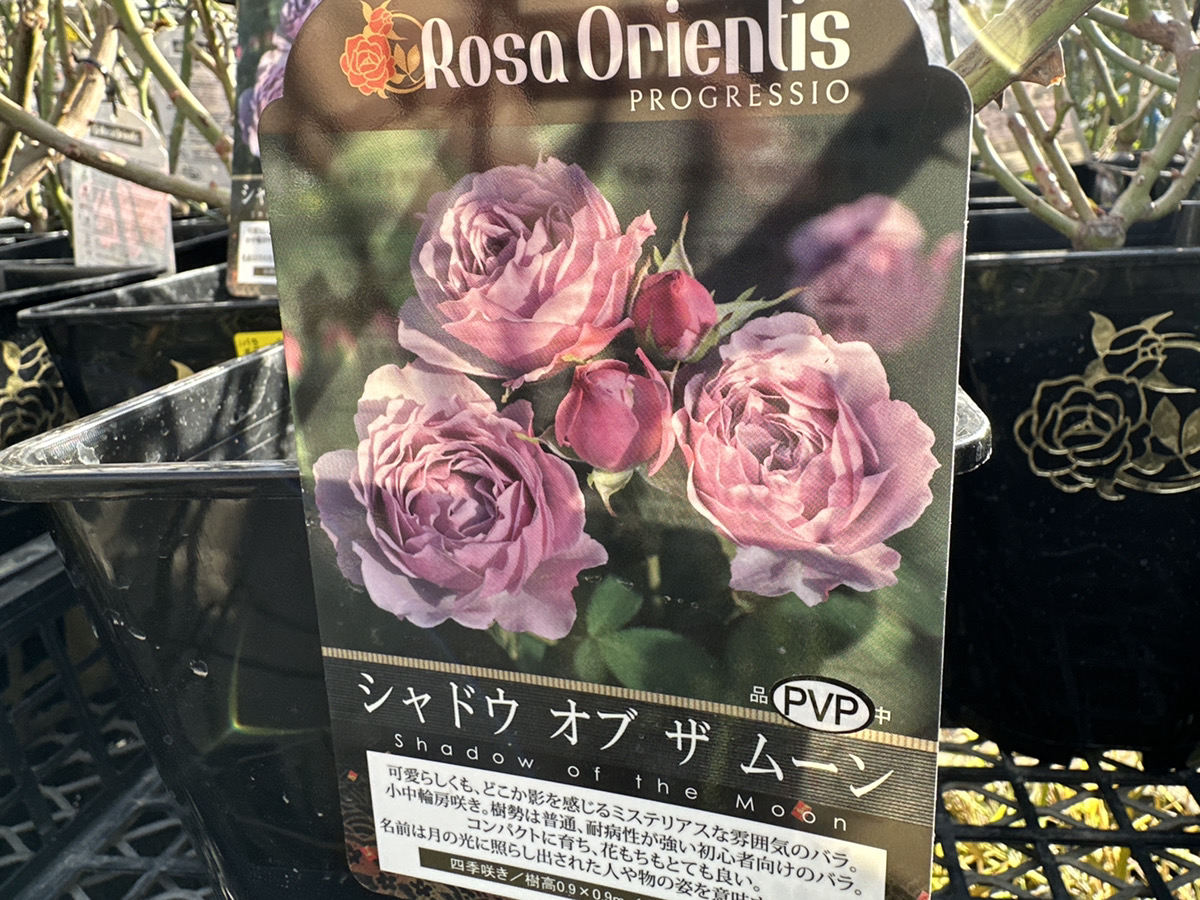 Rosa Orientis
PROGRESSIO
品 PVP 中
シャドウ オブ ザ ムーン
Shadow of the Moon
可愛らしくも、どこか影を感じるミステリアスな雰囲気のバラ。
小中輪房咲き。樹勢は普通、耐病性が強い初心者向けのバラ。
コンパクトに育ち、花もちもとても良い。
名前は月の光に照らし出された人や物の姿を意味
四季咲き／樹高0.9×0.9m